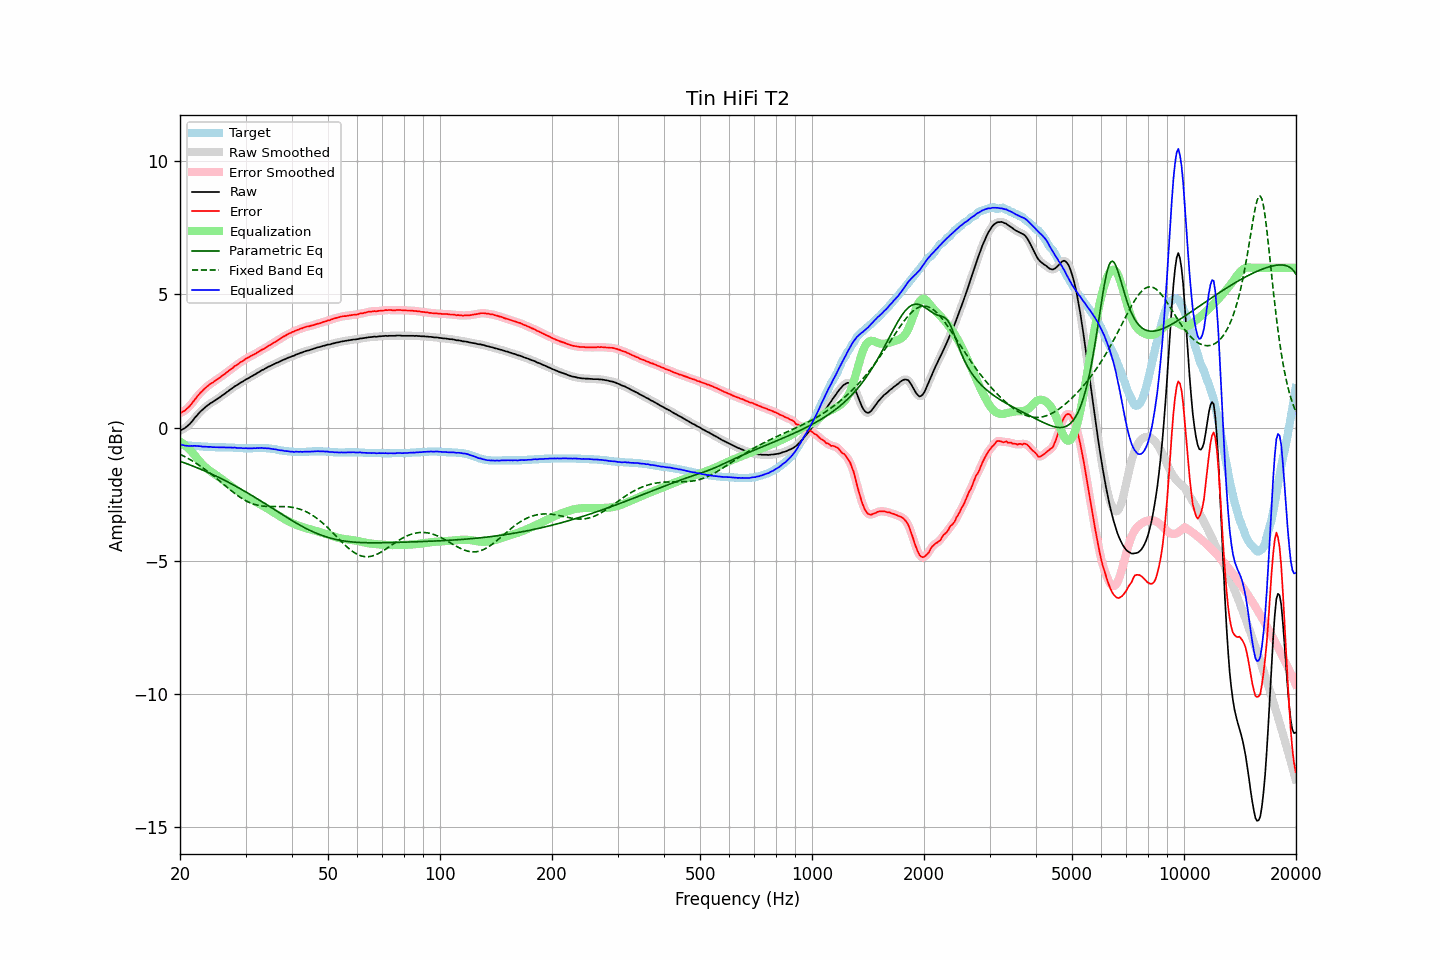 Tin HiFi T2
Target
Raw Smoothed
Error Smoothed
Raw
Error
Equalization
Parametric Eq
Fixed Band Eq
Equalized
Amplitude (dBr)
10
5
0
−5
−10
−15
20 50 100 200 500 1000 2000 5000 10000 20000
Frequency (Hz)